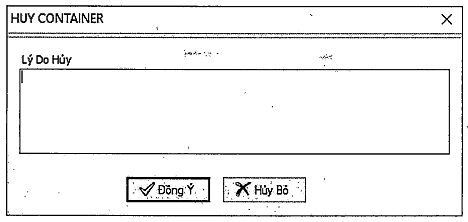 HUY CONTAINER
Lý Do Hủy
Đồng Ý
Hủy Bỏ